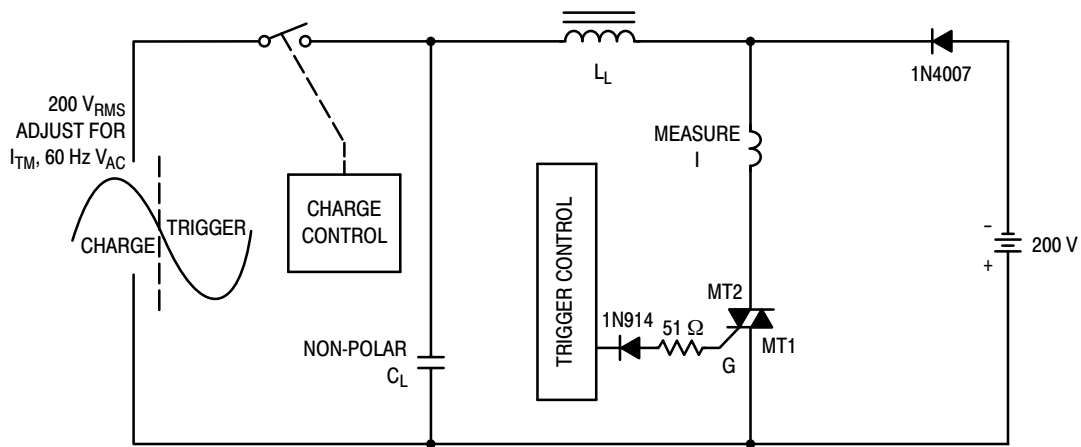 200 V_RMS
ADJUST FOR
I_TM, 60 Hz V_AC
CHARGE
TRIGGER
CHARGE
CONTROL
NON-POLAR
C_L
L_L
TRIGGER CONTROL
MEASURE
I
1N914
51 Ω
MT2
MT1
G
1N4007
–
+
200 V